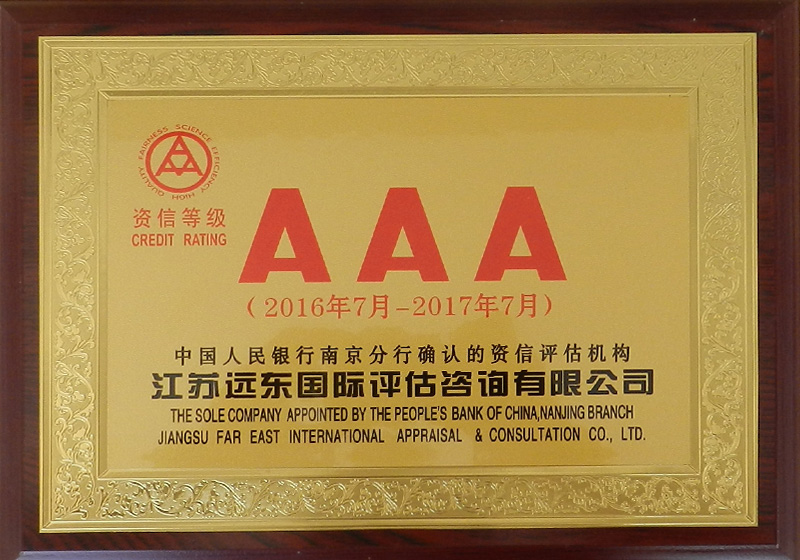 FAIRNESS SCIENCE EFFICIENCY HIGH QUALITY
资信等级
CREDIT RATING
AAA
（2016年7月-2017年7月）
中国人民银行南京分行确认的资信评估机构
江苏远东国际评估咨询有限公司
THE SOLE COMPANY APPOINTED BY THE PEOPLE'S BANK OF CHINA,NANJING BRANCH
JIANGSU FAR EAST INTERNATIONAL APPRAISAL & CONSULTATION CO., LTD.